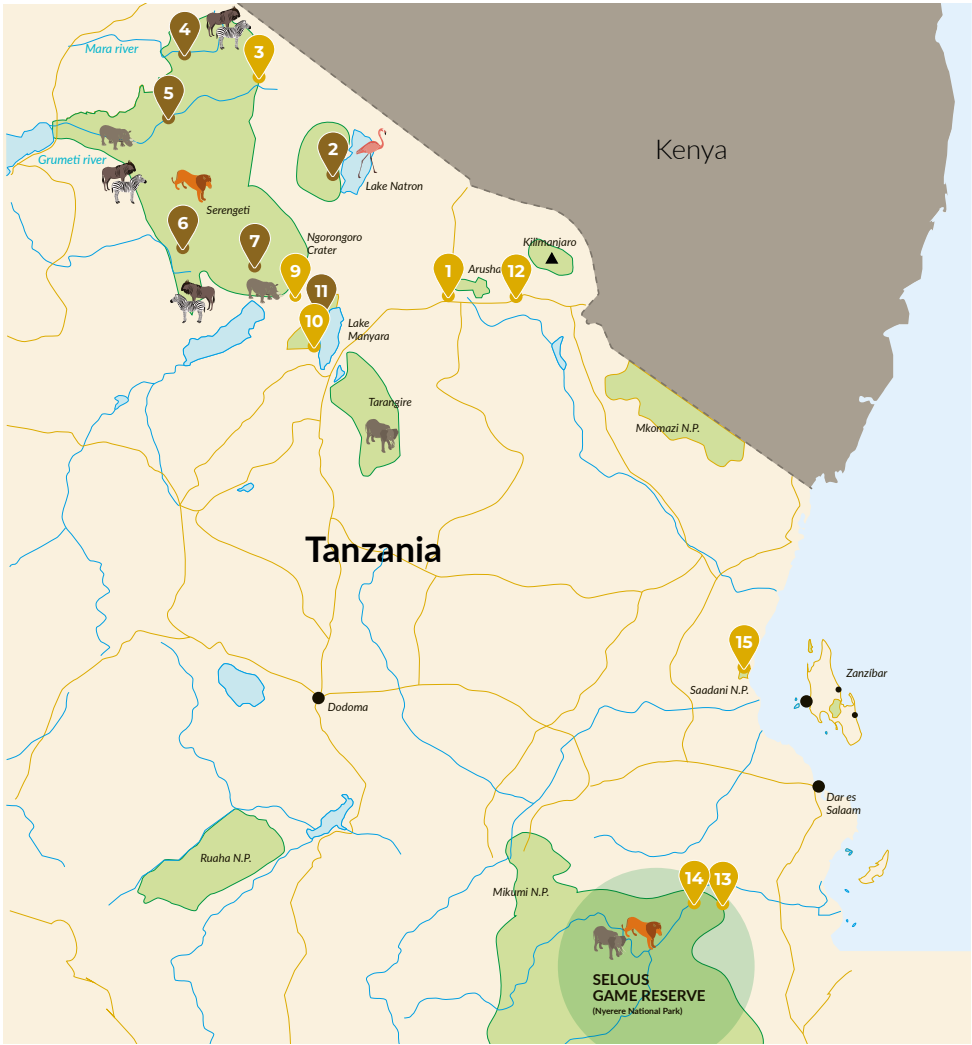 4
3
Mara river
5
Kenya
2
Grumeti river
Lake Natron
Serengeti
6
7
Ngorongoro
Crater
Kilimanjaro
9
1
Arusha
12
11
10
Lake
Manyara
Tarangire
Mkomazi N.P.
Tanzania
15
Saadani N.P.
Zanzibar
Dodoma
Dar es
Salaam
Ruaha N.P.
14
13
Mikumi N.P.
SELOUS
GAME RESERVE
(Nyerere National Park)